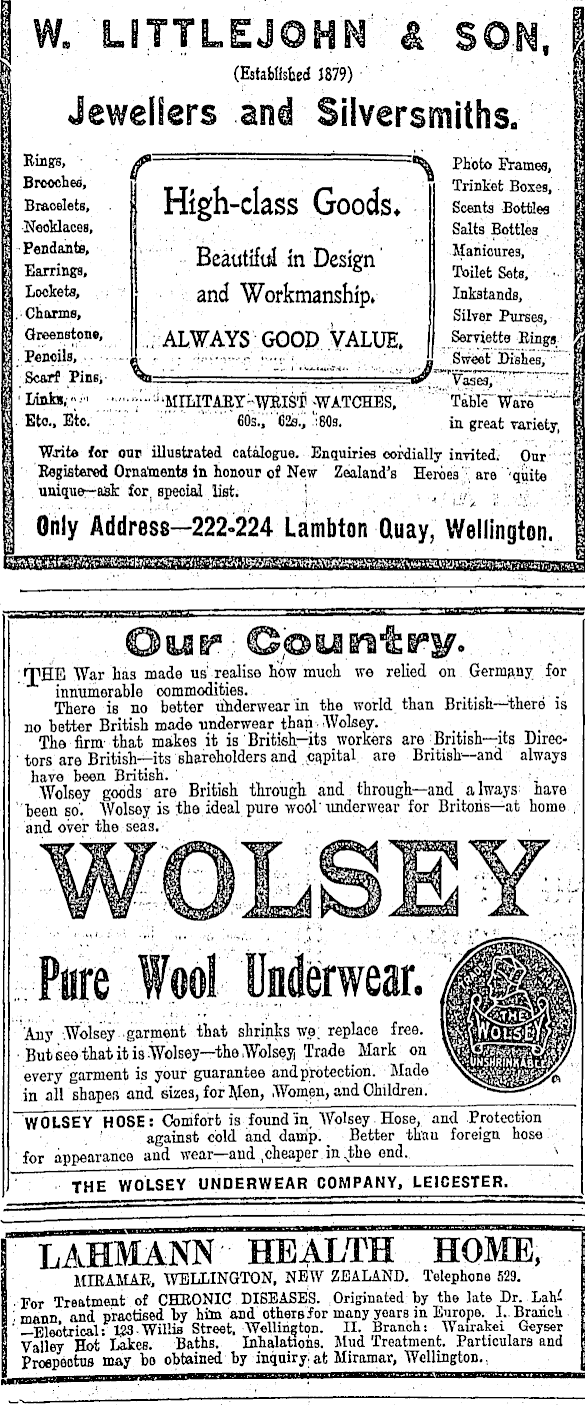 W. LITTLEJOHN & SON,
(Established 1879)
Jewellers and Silversmiths.
Rings,
Brooches,
Bracelets,
Necklaces,
Pendants,
Earrings,
Lockets,
Charms,
Greenstone,
Pencils,
Scarf Pins,
Links,
Etc., Etc.
High-class Goods.
Beautiful in Design
and Workmanship.
ALWAYS GOOD VALUE.
MILITARY WRIST WATCHES,
60s., 62s., 80s.
Photo Frames,
Trinket Boxes,
Scents Bottles
Salts Bottles
Manicures,
Toilet Sets,
Inkstands,
Silver Purses,
Serviette Rings
Sweet Dishes,
Vases,
Table Ware
in great variety,
Write for our illustrated catalogue. Enquiries cordially invited. Our
Registered Ornaments in honour of New Zealand's Heroes are quite
unique—ask for special list.
Only Address—222-224 Lambton Quay, Wellington.
Our Country.
THE War has made us realise how much we relied on Germany for
innumerable commodities.
There is no better underwear in the world than British—there is
no better British made underwear than Wolsey.
The firm that makes it is British—its workers are British—its Direc-
tors are British—its shareholders and capital are British—and always
have been British.
Wolsey goods are British through and through—and always have
been so. Wolsey is the ideal pure wool underwear for Britons—at home
and over the seas.
WOLSEY
Pure Wool Underwear.
THE
WOLSEY
UNSHRINKABLE
Any Wolsey garment that shrinks we replace free.
But see that it is Wolsey—the Wolsey Trade Mark on
every garment is your guarantee and protection. Made
in all shapes and sizes, for Men, Women, and Children.
WOLSEY HOSE: Comfort is found in Wolsey Hose, and Protection
against cold and damp. Better than foreign hose
for appearance and wear—and cheaper in the end.
THE WOLSEY UNDERWEAR COMPANY, LEICESTER.
LAHMANN HEALTH HOME,
MIRAMAR, WELLINGTON, NEW ZEALAND. Telephone 529.
For Treatment of CHRONIC DISEASES. Originated by the late Dr. Lah-
mann, and practised by him and others for many years in Europe. I. Branch
—Electrical: 123 Willis Street, Wellington. II. Branch: Wairakei Geyser
Valley Hot Lakes. Baths, Inhalations, Mud Treatment. Particulars and
Prospectus may be obtained by inquiry at Miramar, Wellington.